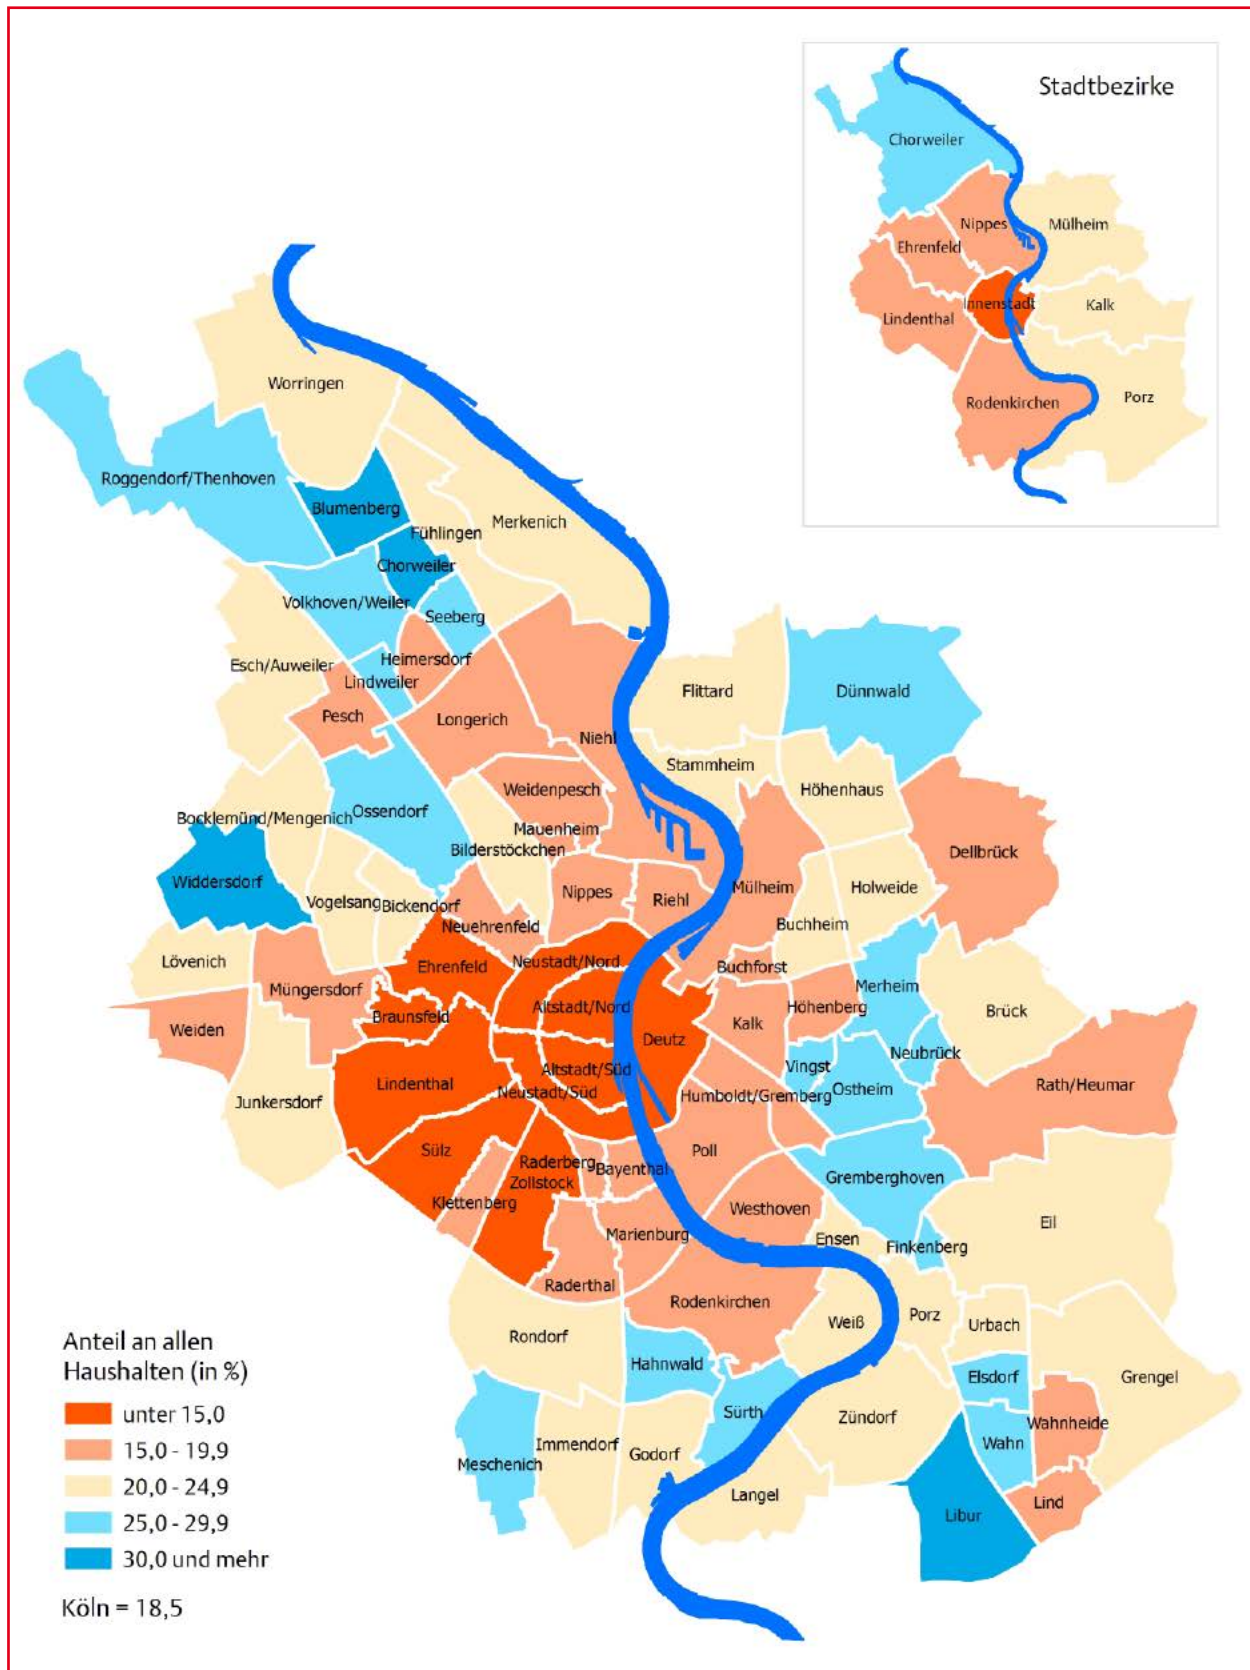 Stadtbezirke
Chorweiler
Nippes
Mülheim
Ehrenfeld
Innenstadt
Kalk
Lindenthal
Rodenkirchen
Porz
Worringen
Roggendorf/Thenhoven
Blumenberg
Merkenich
Fühlingen
Chorweiler
Volkhoven/Weiler
Seeberg
Heimersdorf
Esch/Auweiler
Lindweiler
Pesch
Longerich
Niehl
Flittard
Dünnwald
Stammheim
Höhenhaus
Weidenpesch
Ossendorf
Bocklemünd/Mengenich
Mauenheim
Bilderstöckchen
Dellbrück
Widdersdorf
Nippes
Riehl
Mülheim
Holweide
Vogelsang
Bickendorf
Buchheim
Neuehrenfeld
Lövenich
Ehrenfeld
Neustadt/Nord
Buchforst
Müngersdorf
Merheim
Altstadt/Nord
Höhenberg
Brück
Braunsfeld
Weiden
Kalk
Deutz
Neubrück
Vingst
Altstadt/Süd
Lindenthal
Rath/Heumar
Ostheim
Neustadt/Süd
Humboldt/Gremberg
Junkersdorf
Sülz
Poll
Raderberg
Bayenthal
Zollstock
Gremberghoven
Klettenberg
Westhoven
Eil
Marienburg
Ensen
Finkenberg
Raderthal
Rodenkirchen
Porz
Weiß
Urbach
Rondorf
Hahnwald
Elsdorf
Grengel
Sürth
Zündorf
Wahnheide
Immendorf
Wahn
Godorf
Meschenich
Langel
Lind
Libur
Anteil an allen
Haushalten (in %)
unter 15,0
15,0 - 19,9
20,0 - 24,9
25,0 - 29,9
30,0 und mehr
Köln = 18,5